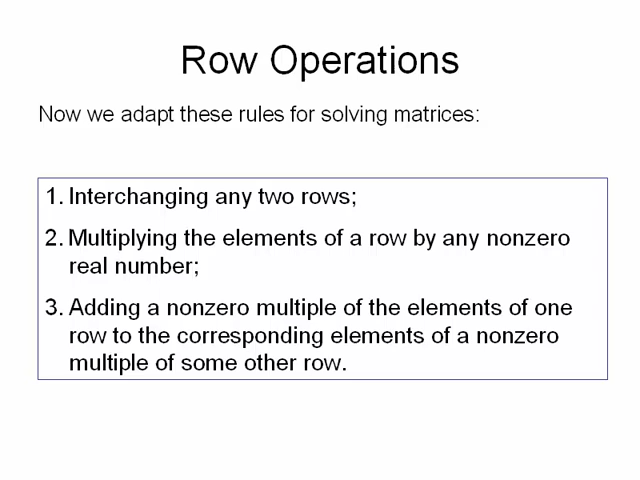 Row Operations
Now we adapt these rules for solving matrices:
1. Interchanging any two rows;
2. Multiplying the elements of a row by any nonzero
real number;
3. Adding a nonzero multiple of the elements of one
row to the corresponding elements of a nonzero
multiple of some other row.